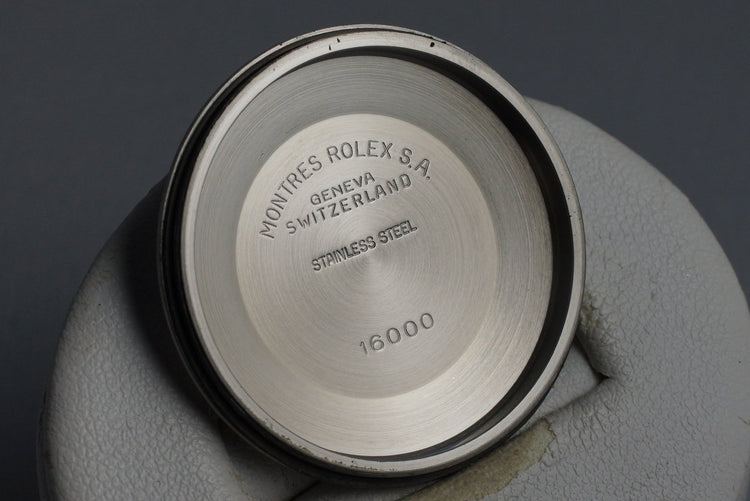 MONTRES ROLEX S.A.
GENEVA
SWITZERLAND
STAINLESS STEEL
16000